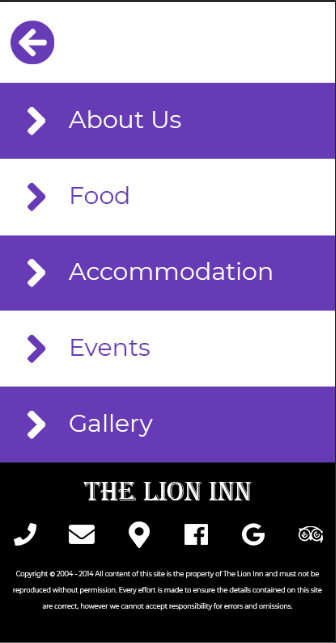 About Us
Food
Accommodation
Events
Gallery
THE LION INN
Copyright © 2004 - 2014 All content of this site is the property of The Lion Inn and must not be
reproduced without permission. Every effort is made to ensure the details contained on this site
are correct, however we cannot accept responsibility for errors and omissions.